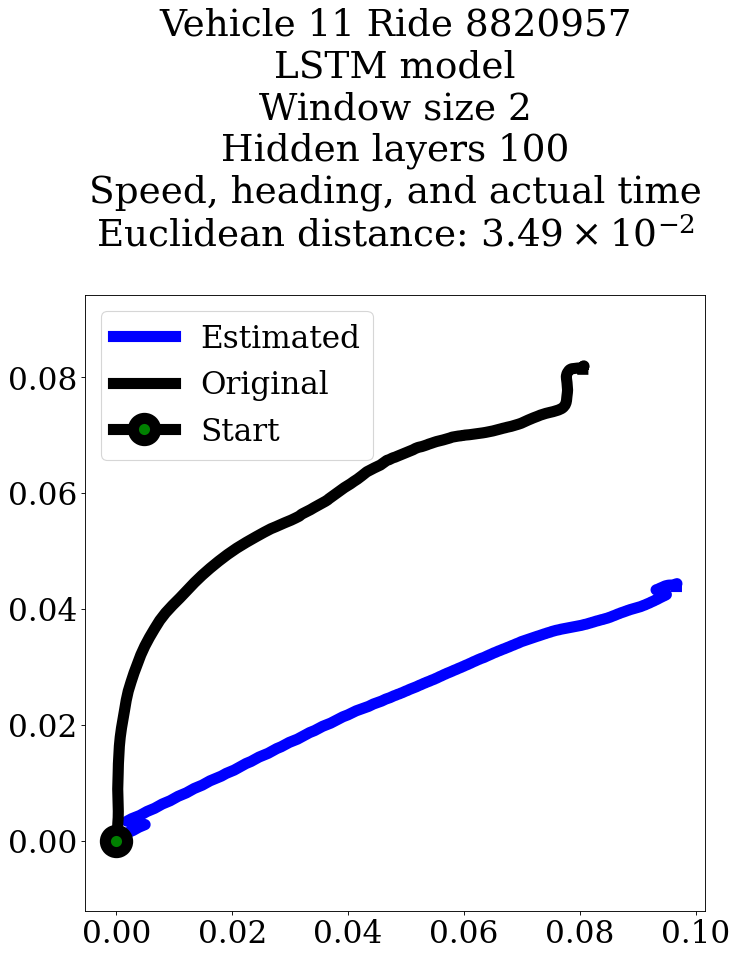 Vehicle 11 Ride 8820957
LSTM model
Window size 2
Hidden layers 100
Speed, heading, and actual time
Euclidean distance: 3.49 × 10⁻²
Estimated
Original
Start
0.08
0.06
0.04
0.02
0.00
0.00 0.02 0.04 0.06 0.08 0.10